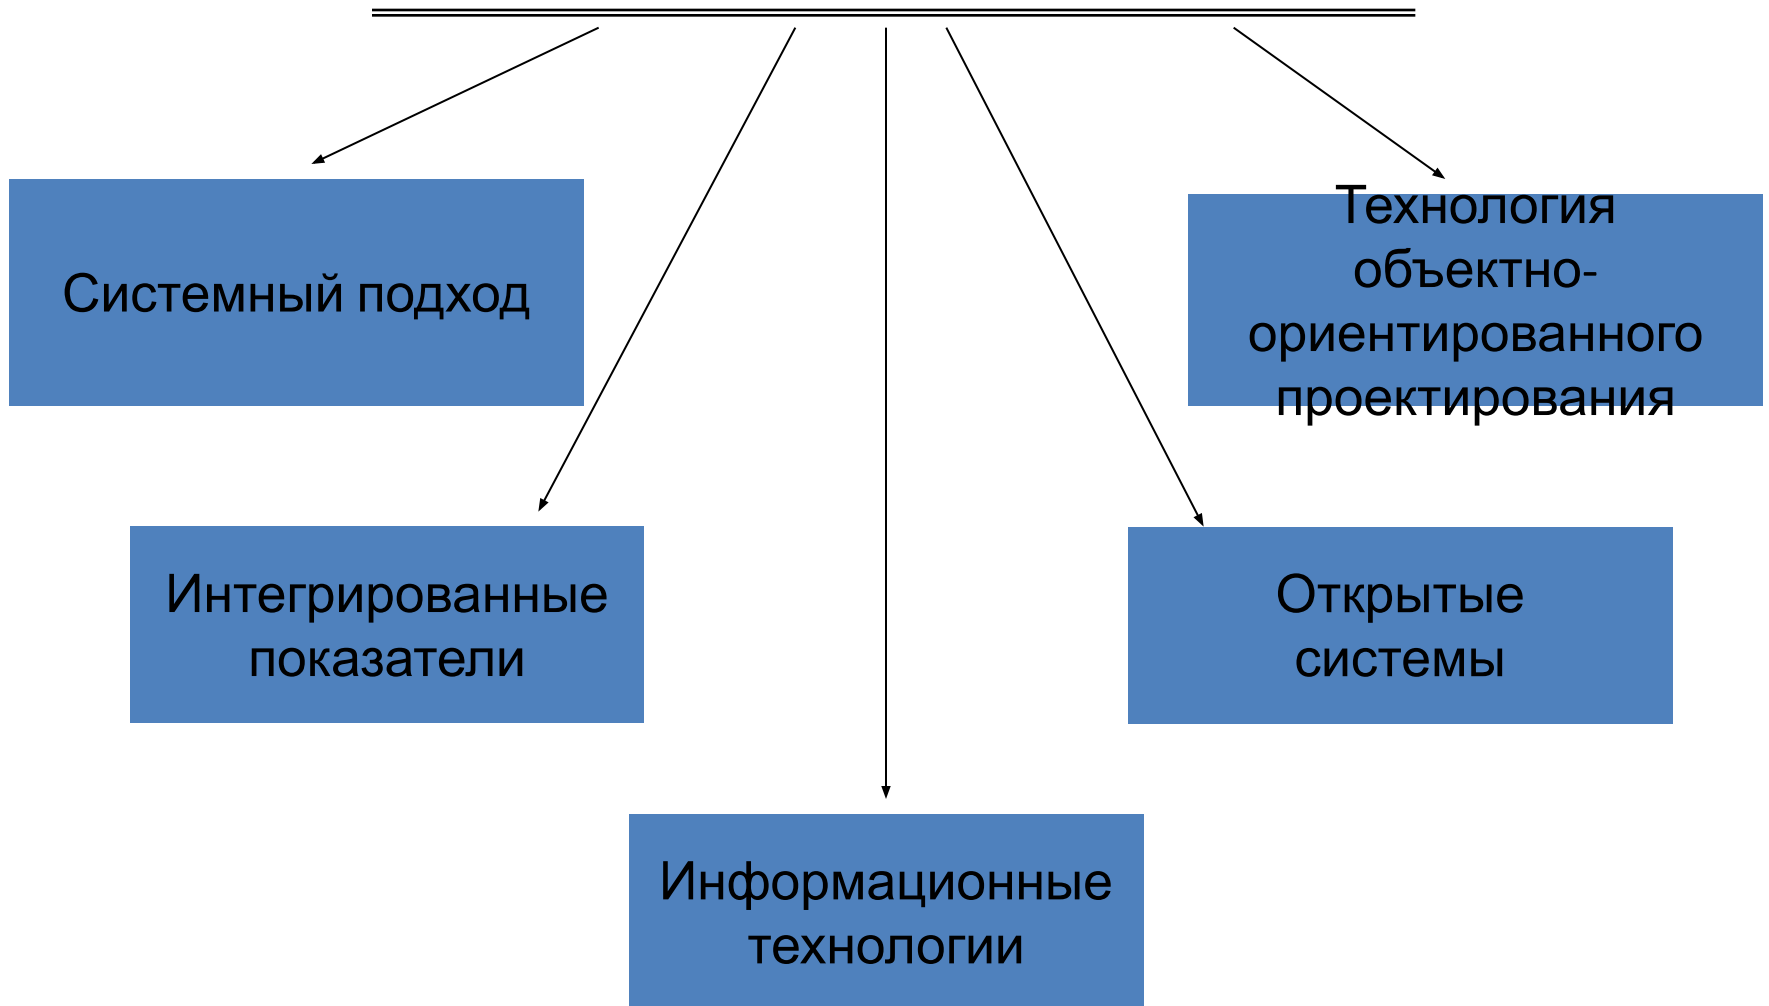 Системный подход
Технология
объектно-
ориентированного
проектирования
Интегрированные
показатели
Открытые
системы
Информационные
технологии